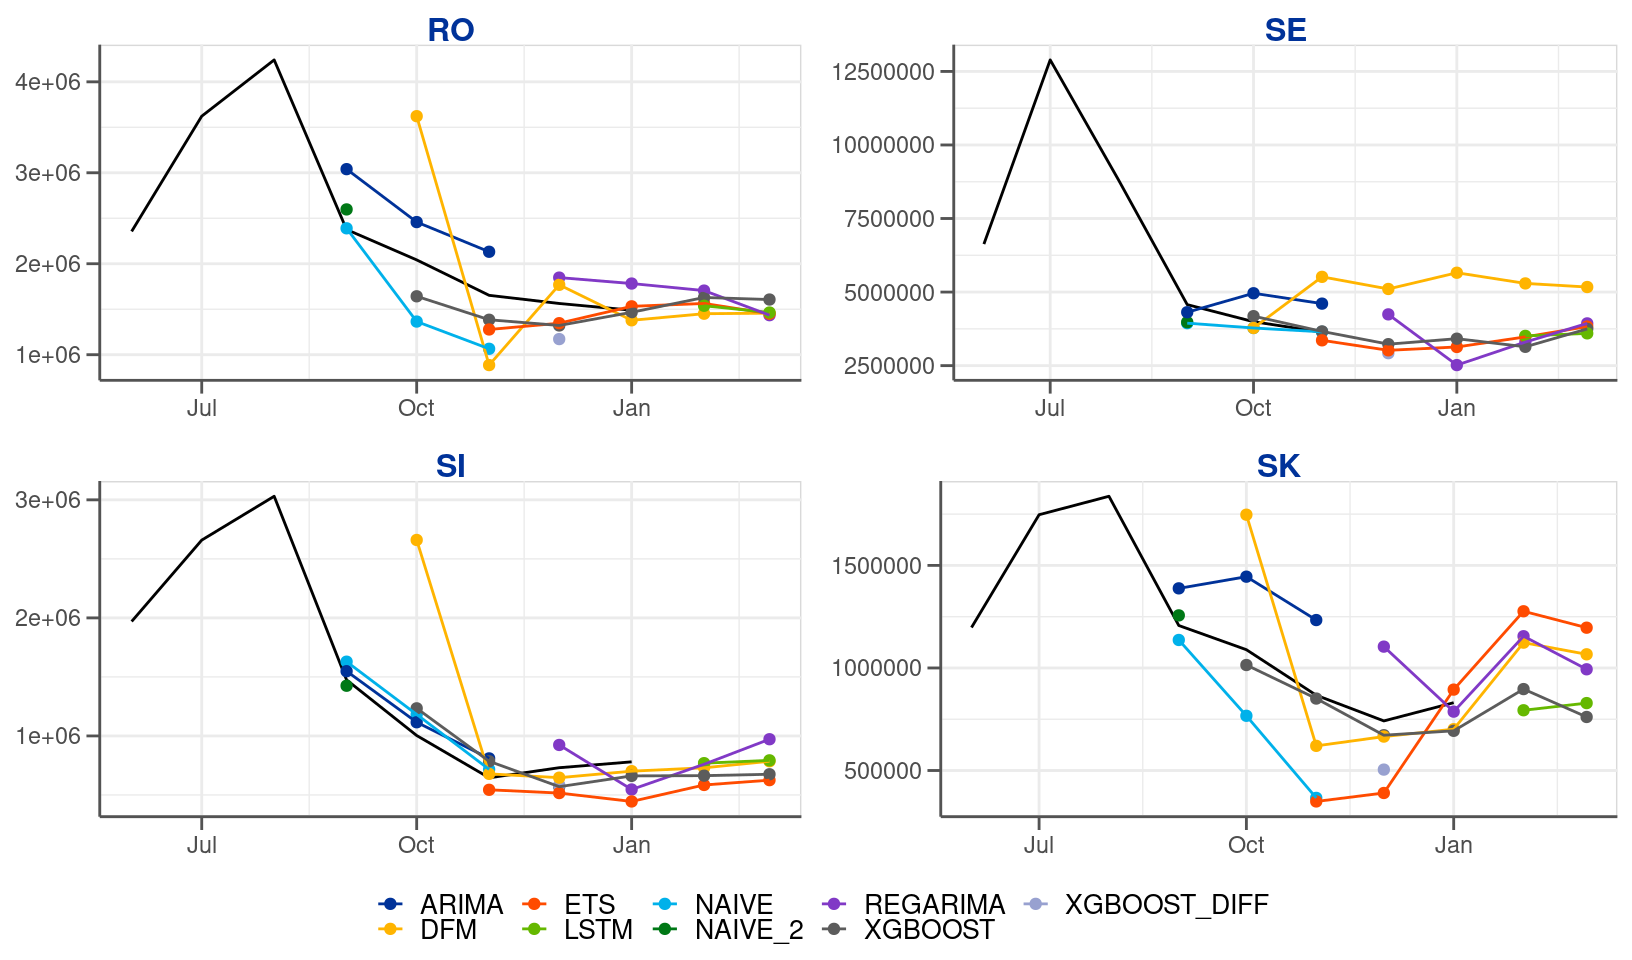 RO
SE
4e+06
3e+06
2e+06
1e+06
12500000
10000000
7500000
5000000
2500000
Jul Oct Jan
Jul Oct Jan
SI
SK
3e+06
2e+06
1e+06
1500000
1000000
500000
Jul Oct Jan
Jul Oct Jan
ARIMA ETS NAIVE REGARIMA XGBOOST_DIFF
DFM LSTM NAIVE_2 XGBOOST